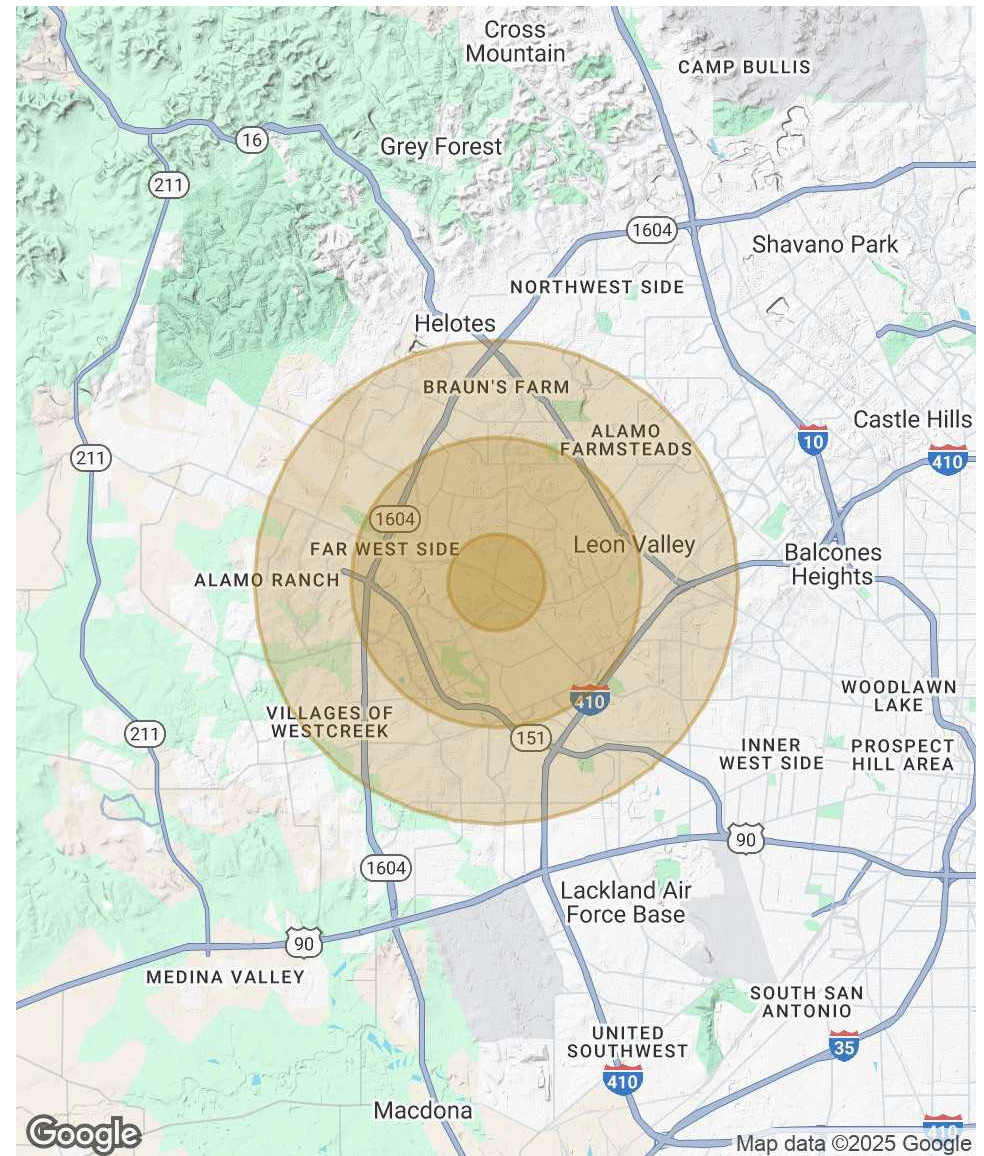 Cross
Mountain
CAMP BULLIS
16
Grey Forest
211
1604
Shavano Park
NORTHWEST SIDE
Helotes
BRAUN'S FARM
Castle Hills
10
ALAMO
FARMSTEADS
211
410
1604
FAR WEST SIDE
Leon Valley
Balcones
Heights
ALAMO RANCH
WOODLAWN
LAKE
410
VILLAGES OF
WESTCREEK
211
151
INNER
WEST SIDE
PROSPECT
HILL AREA
90
1604
Lackland Air
Force Base
90
MEDINA VALLEY
SOUTH SAN
ANTONIO
UNITED
SOUTHWEST
35
410
Macdona
410
Google
Map data ©2025 Google